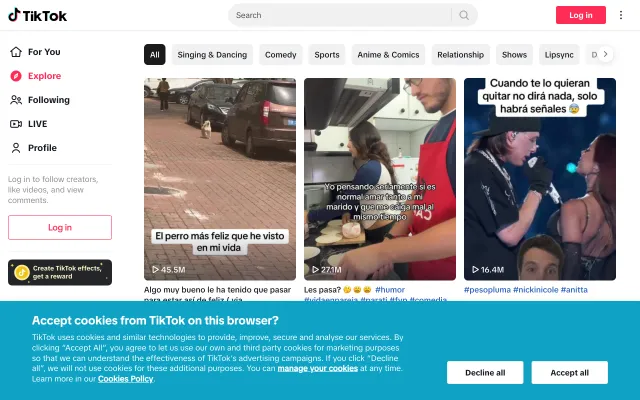 TikTok
Search
Log in
For You
Explore
Following
LIVE
Profile
Log in to follow creators,
like videos, and view
comments.
Log in
Create TikTok effects,
get a reward
All
Singing & Dancing
Comedy
Sports
Anime & Comics
Relationship
Shows
Lipsync
D
El perro más feliz que he visto
en mi vida
45.5M
Algo muy bueno le ha tenido que pasar
para estar así de feliz ( via
Yo pensando seriamente si es
normal amar tanto a mi
marido y que me caiga mal al
mismo tiempo
27.1M
Les pasa? 🤨😅😅 #humor
#vidaenpareja #parati #fyp #comedia
Cuando te lo quieran
quitar no dirá nada, solo
habrá señales 😰
16.4M
#pesopluma #nickinicole #anitta
Accept cookies from TikTok on this browser?
TikTok uses cookies and similar technologies to provide, improve, secure and analyse our services. By
clicking “Accept All”, you agree to let us use our own and third party cookies for marketing purposes
so that we can understand the effectiveness of TikTok's advertising campaigns. If you click “Decline
all”, we will not use cookies for these additional purposes. You can manage your cookies at any time.
Learn more in our Cookies Policy.
Decline all
Accept all